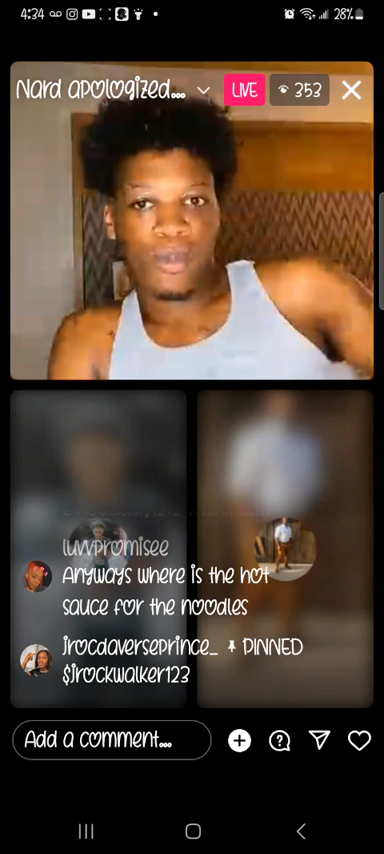 4:34
28%
Nard apologized...
LIVE
353
luvvpromisee
Anyways where is the hot
sauce for the noodles
jrocdaverseprince_ PINNED
$jrockwalker123
Add a comment...